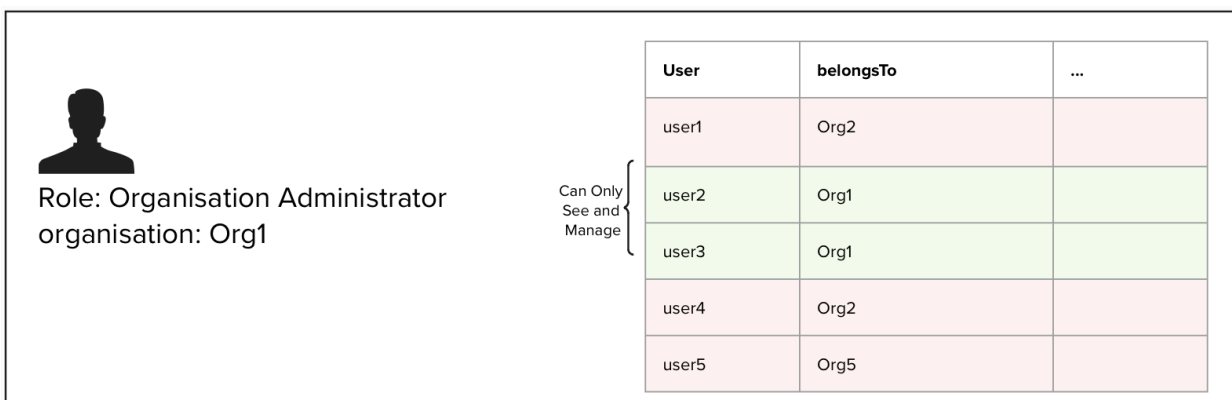 Role: Organisation Administrator
organisation: Org1
Can Only
See and
Manage
User belongsTo ...
user1 Org2
user2 Org1
user3 Org1
user4 Org2
user5 Org5